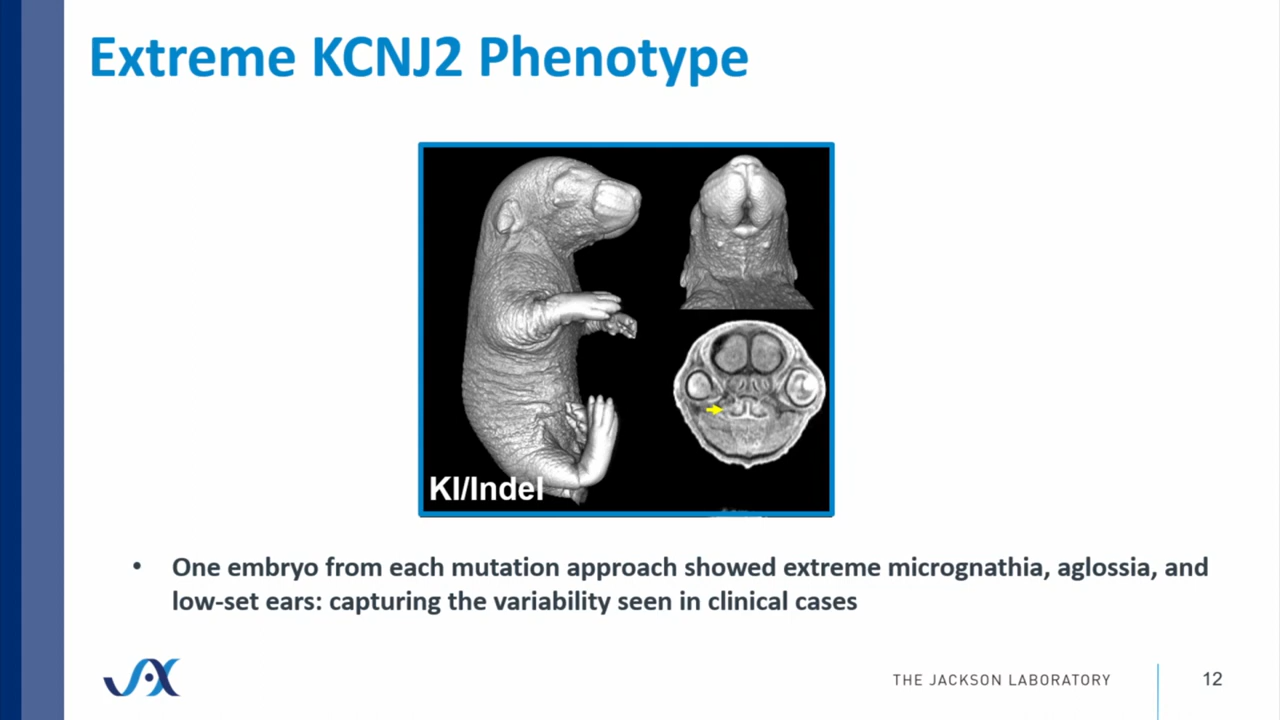 Extreme KCNJ2 Phenotype
KI/Indel
• One embryo from each mutation approach showed extreme micrognathia, aglossia, and
low-set ears: capturing the variability seen in clinical cases
JAX
THE JACKSON LABORATORY
12